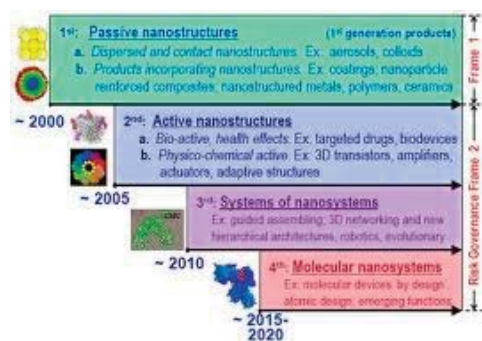 1st: Passive nanostructures (1st generation products)
a. Dispersed and contact nanostructures. Ex: aerosols, colloids
b. Products incorporating nanostructures. Ex: coatings; nanoparticle
reinforced composites; nanostructured metals, polymers, ceramics
~ 2000
2nd: Active nanostructures
a. Bio-active, health effects. Ex: targeted drugs, biodevices
b. Physico-chemical active. Ex: 3D transistors, amplifiers,
actuators, adaptive structures
~ 2005
3rd: Systems of nanosystems
Ex: guided assembling; 3D networking and new
hierarchical architectures, robotics, evolutionary
~ 2010
4th: Molecular nanosystems
Ex: molecular devices by design,
atomic design, emerging functions
~ 2015-
2020
Frame 1
Risk Governance Frame 2